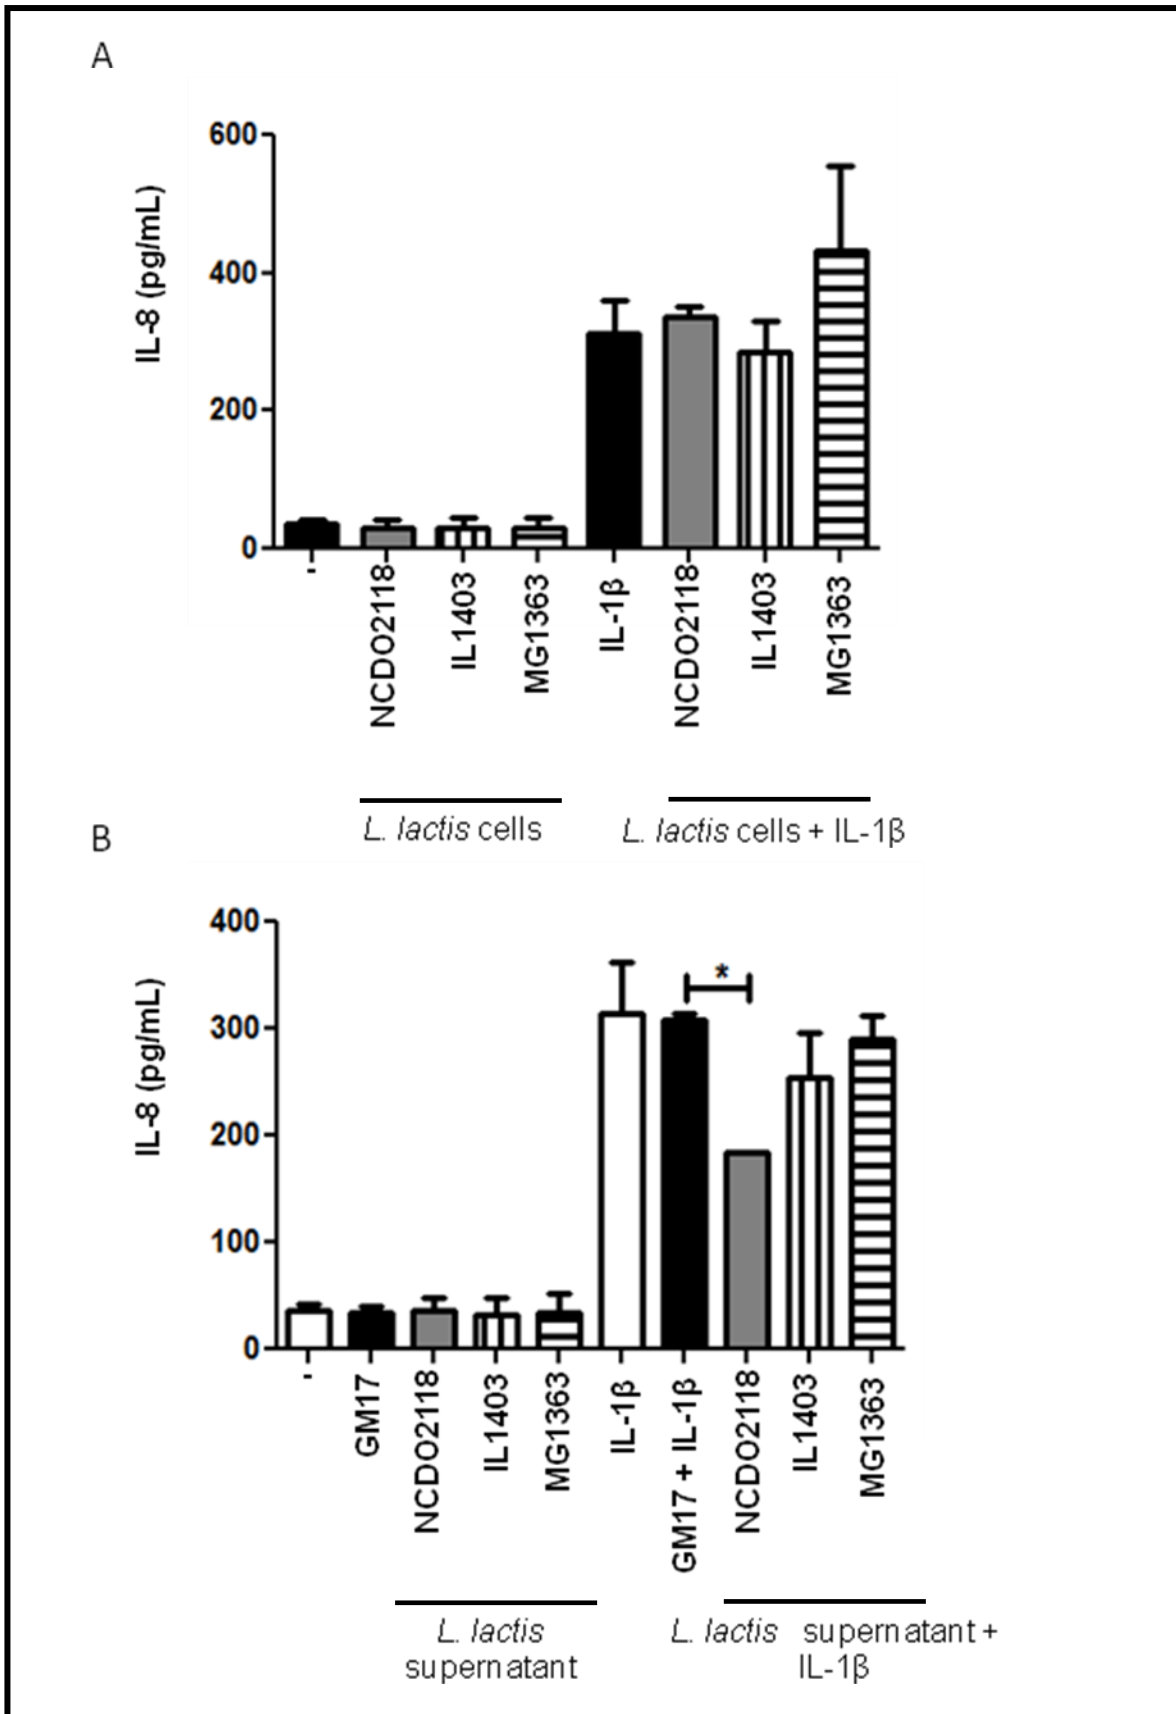 A
IL-8 (pg/mL)
600
400
200
0
-
NCDO2118
IL1403
MG1363
IL-1β
NCDO2118
IL1403
MG1363
L. lactis cells
L. lactis cells + IL-1β
B
IL-8 (pg/mL)
400
300
200
100
0
*
-
GM17
NCDO2118
IL1403
MG1363
IL-1β
GM17 + IL-1β
NCDO2118
IL1403
MG1363
L. lactis
supernatant
L. lactis supernatant +
IL-1β